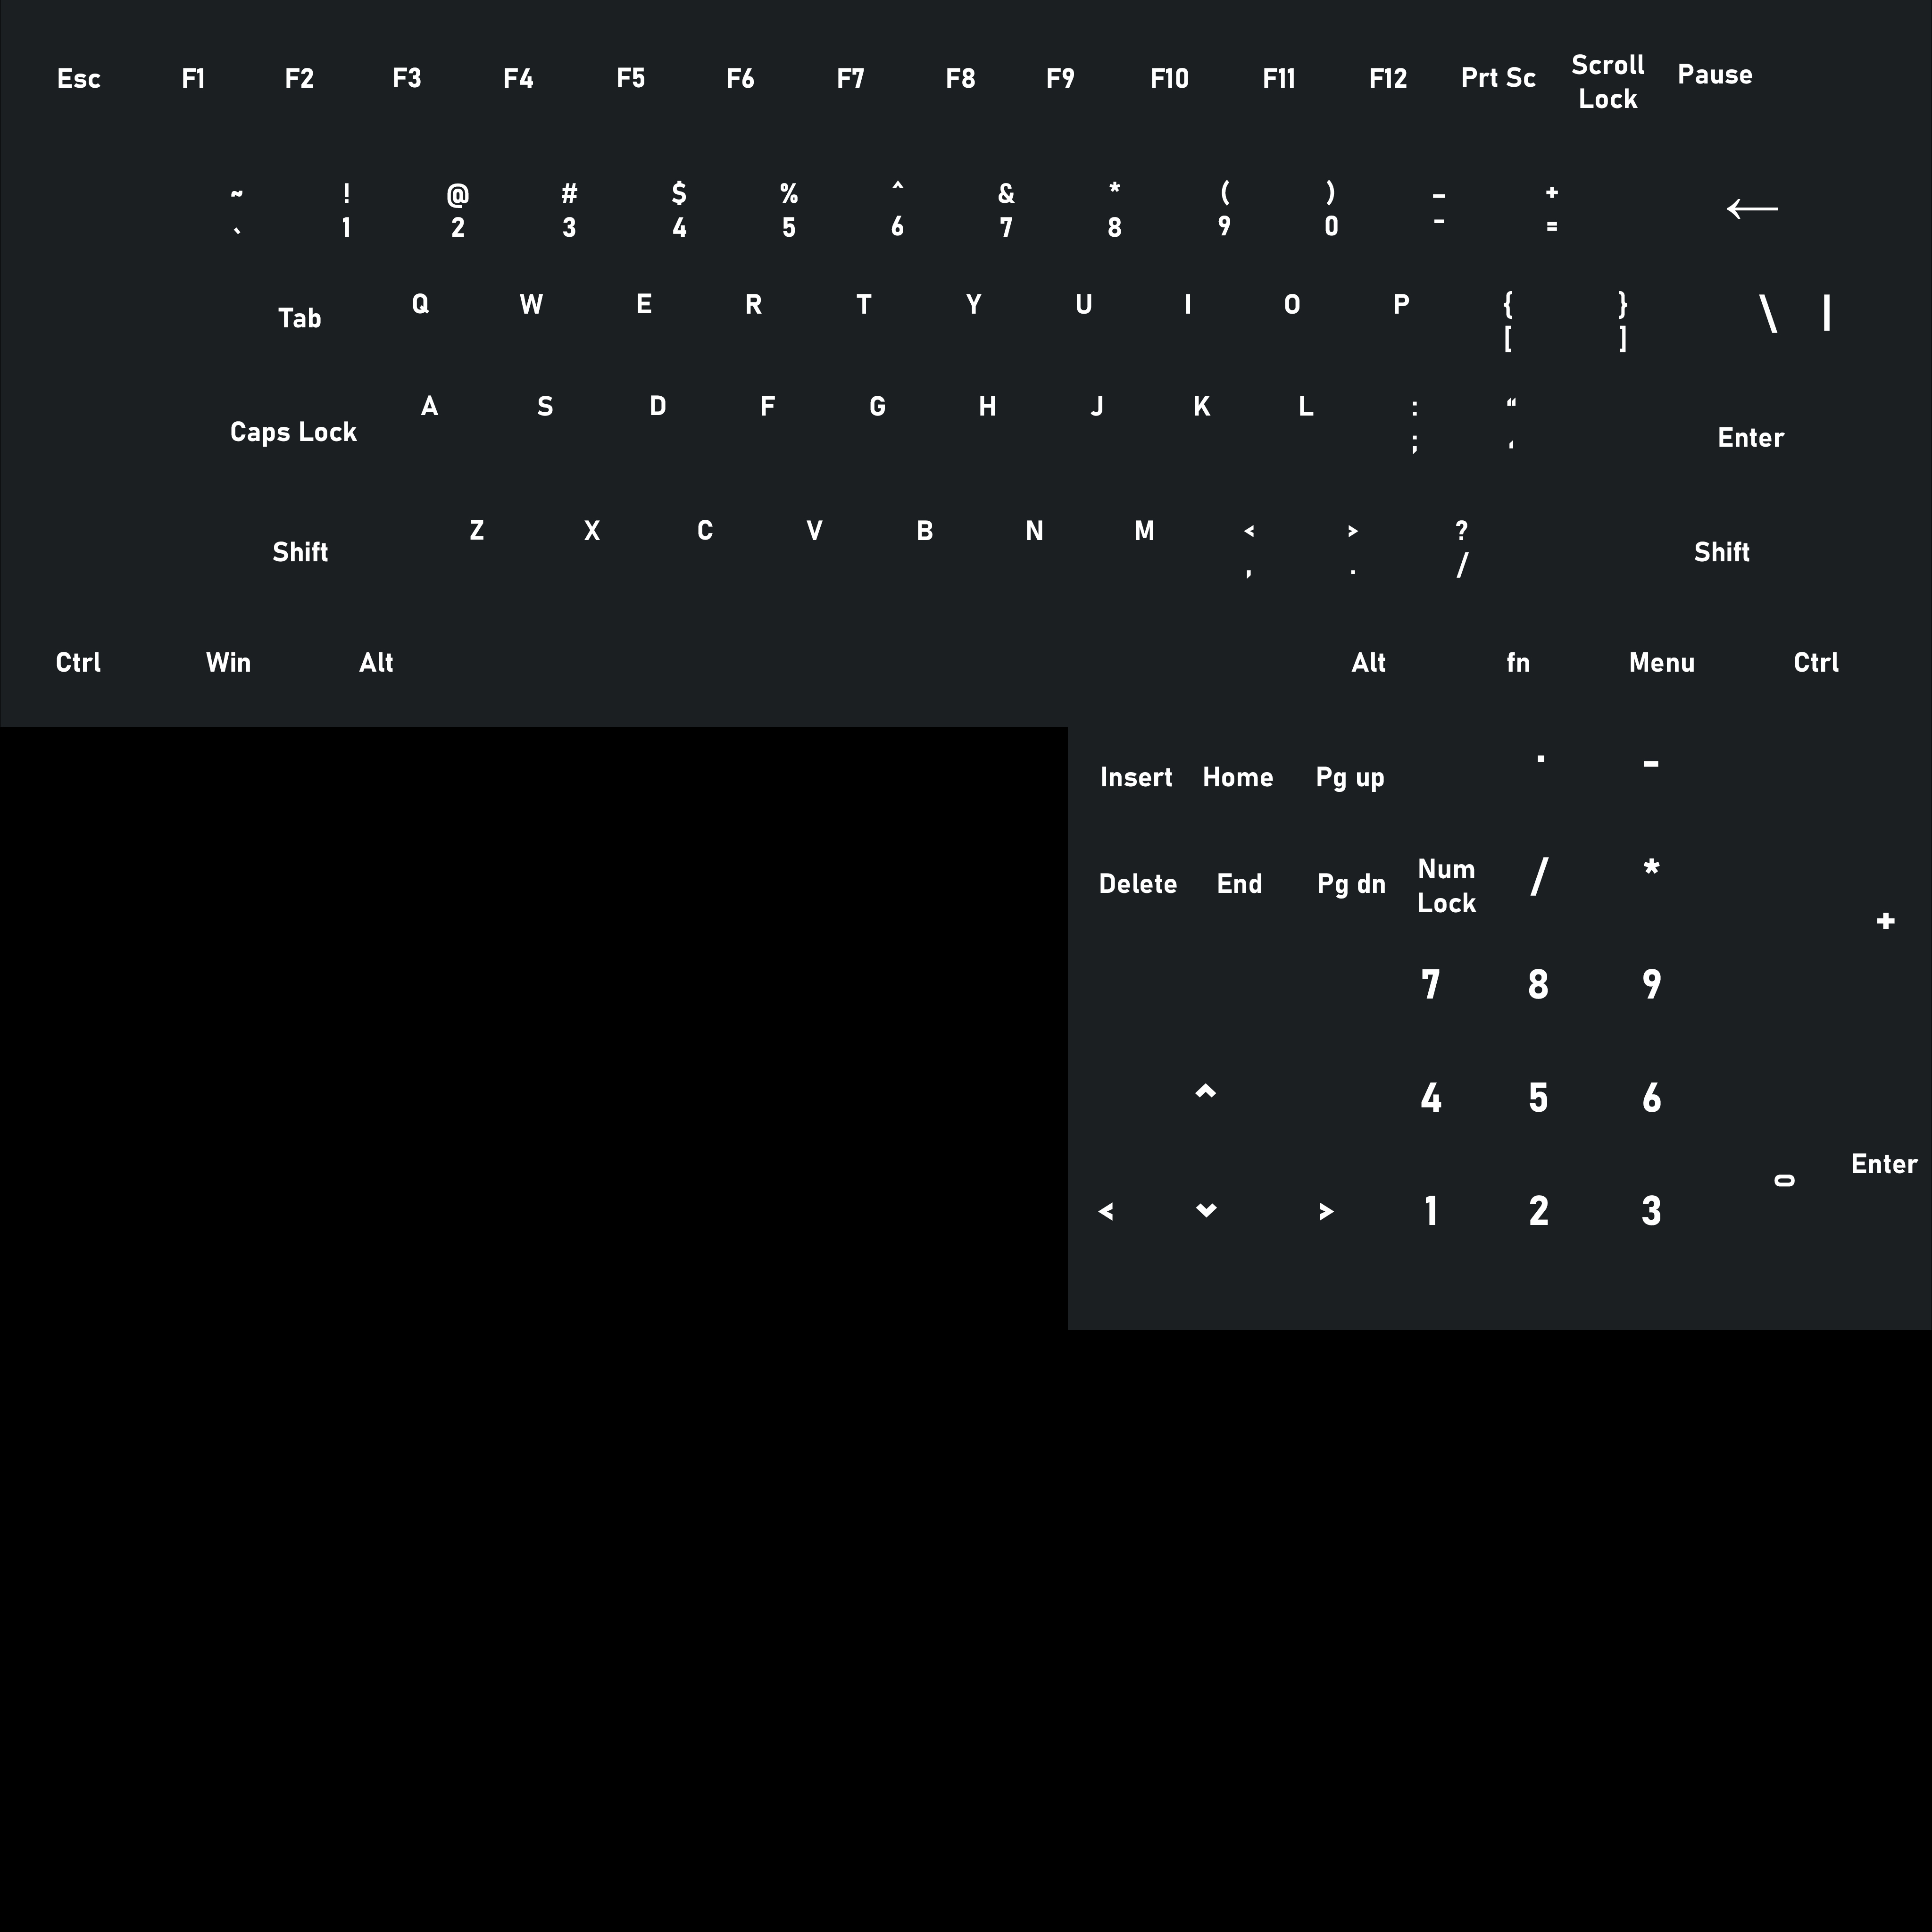 Esc F1 F2 F3 F4 F5 F6 F7 F8 F9 F10 F11 F12 Prt Sc Scroll Pause
Lock
~ ! @ # $ % ^ & * ( ) - + ←
` 1 2 3 4 5 6 7 8 9 0 - =
Tab Q W E R T Y U I O P { } \ |
[ ]
A S D F G H J K L : “
Caps Lock ; ‘ Enter
Z X C V B N M < > ?
Shift , . / Shift
Ctrl Win Alt Alt fn Menu Ctrl
Insert Home Pg up . -
Delete End Pg dn Num / *
Lock
+
7 8 9
^ 4 5 6
0 Enter
< ⌄ > 1 2 3